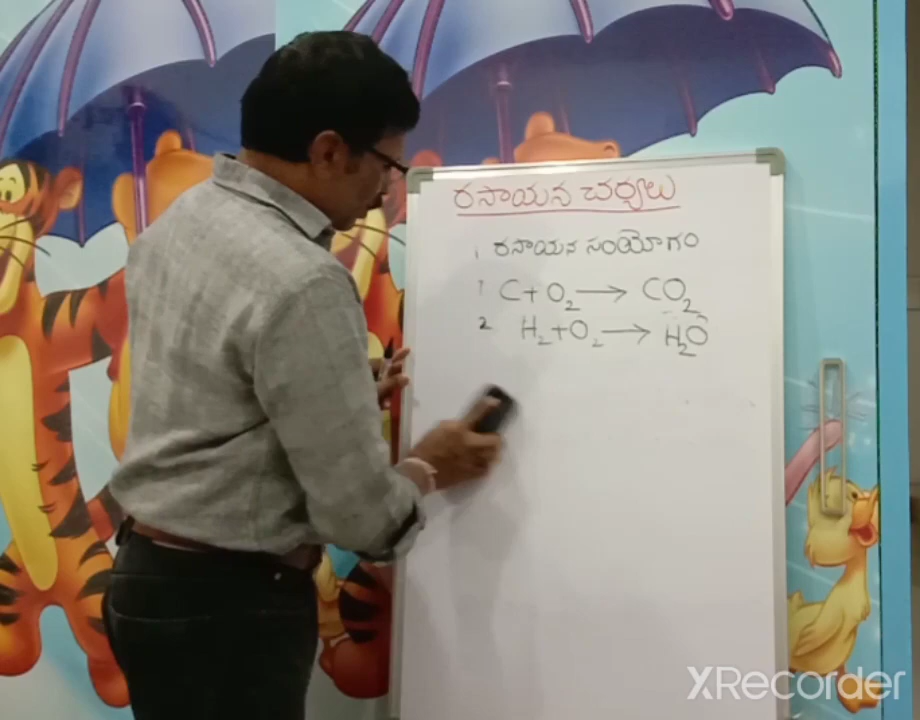 రసాయన చర్యలు
1 రసాయన సంయోగం
1 C + O₂ → CO₂
2 H₂ + O₂ → H₂O
XRecorder